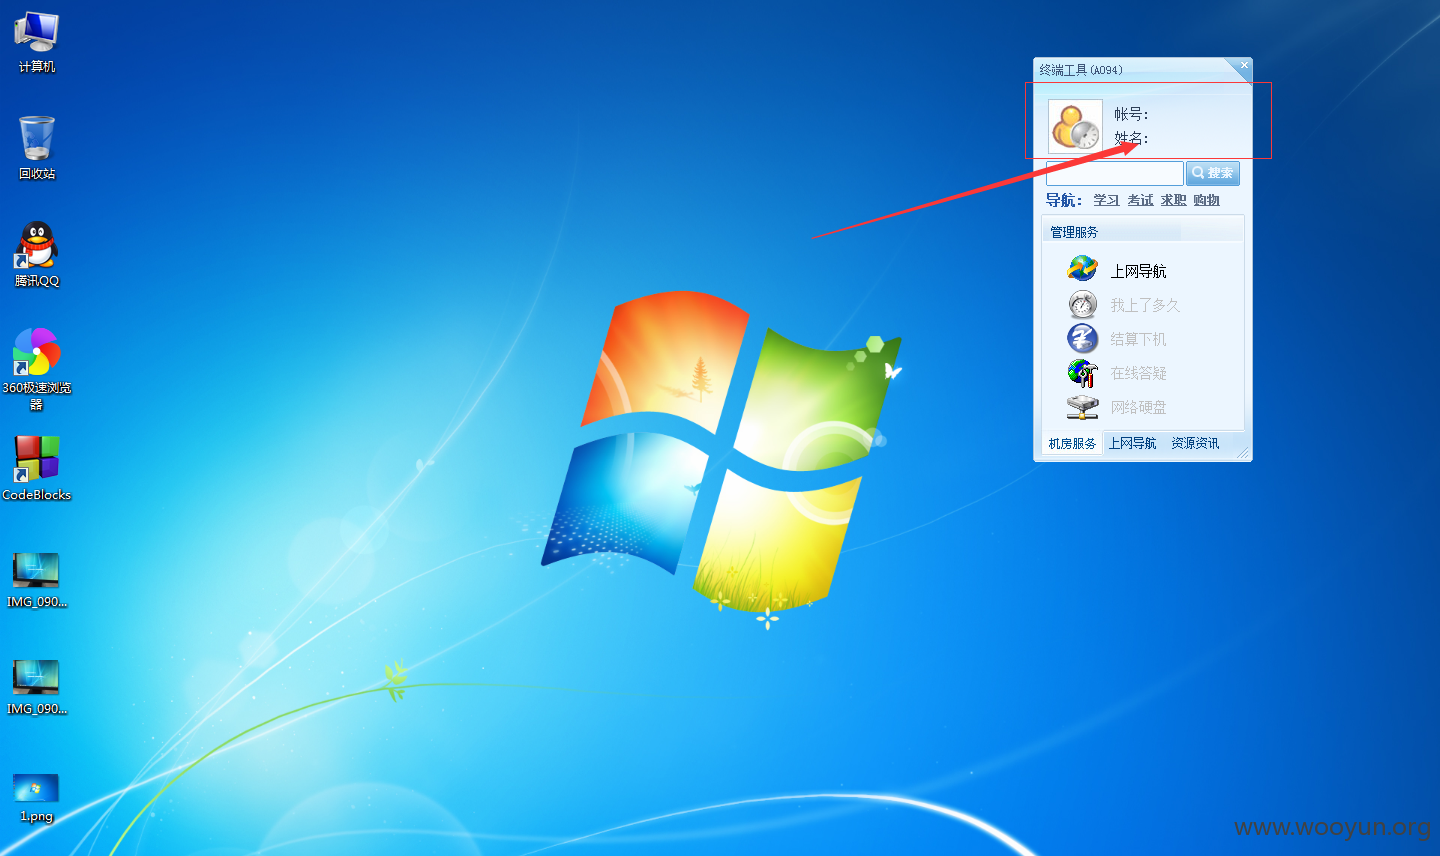 计算机
回收站
腾讯QQ
360极速浏览
器
CodeBlocks
IMG_090...
IMG_090...
1.png
终端工具(A094)
帐号:
姓名:
搜索
导航: 学习 考试 求职 购物
管理服务
上网导航
我上了多久
结算下机
在线答疑
网络硬盘
机房服务 上网导航 资源资讯
www.wooyun.org